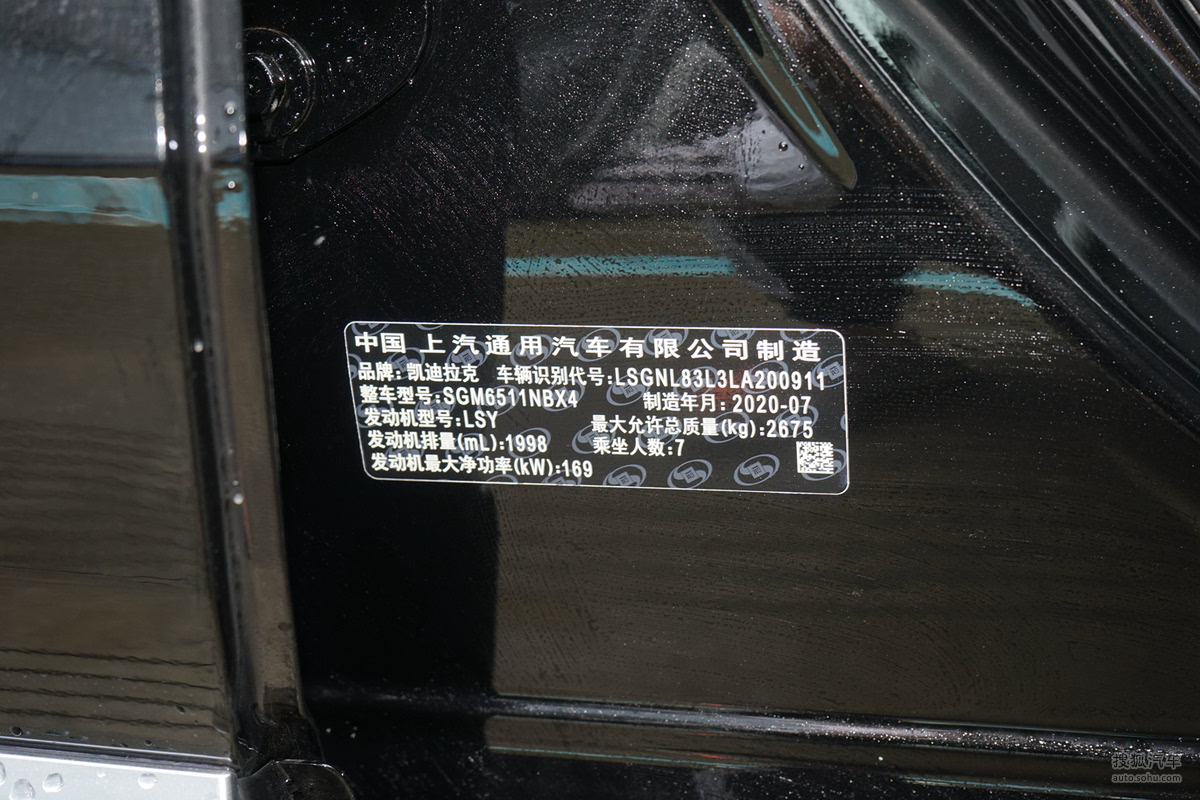 中国 上汽通用汽车有限公司制造
品牌:凯迪拉克 车辆识别代号:LSGNL83L3LA200911
整车型号:SGM6511NBX4 制造年月:2020-07
发动机型号:LSY 最大允许总质量(kg):2675
发动机排量(mL):1998 乘坐人数:7
发动机最大净功率(kW):169
搜狐汽车
auto.sohu.com